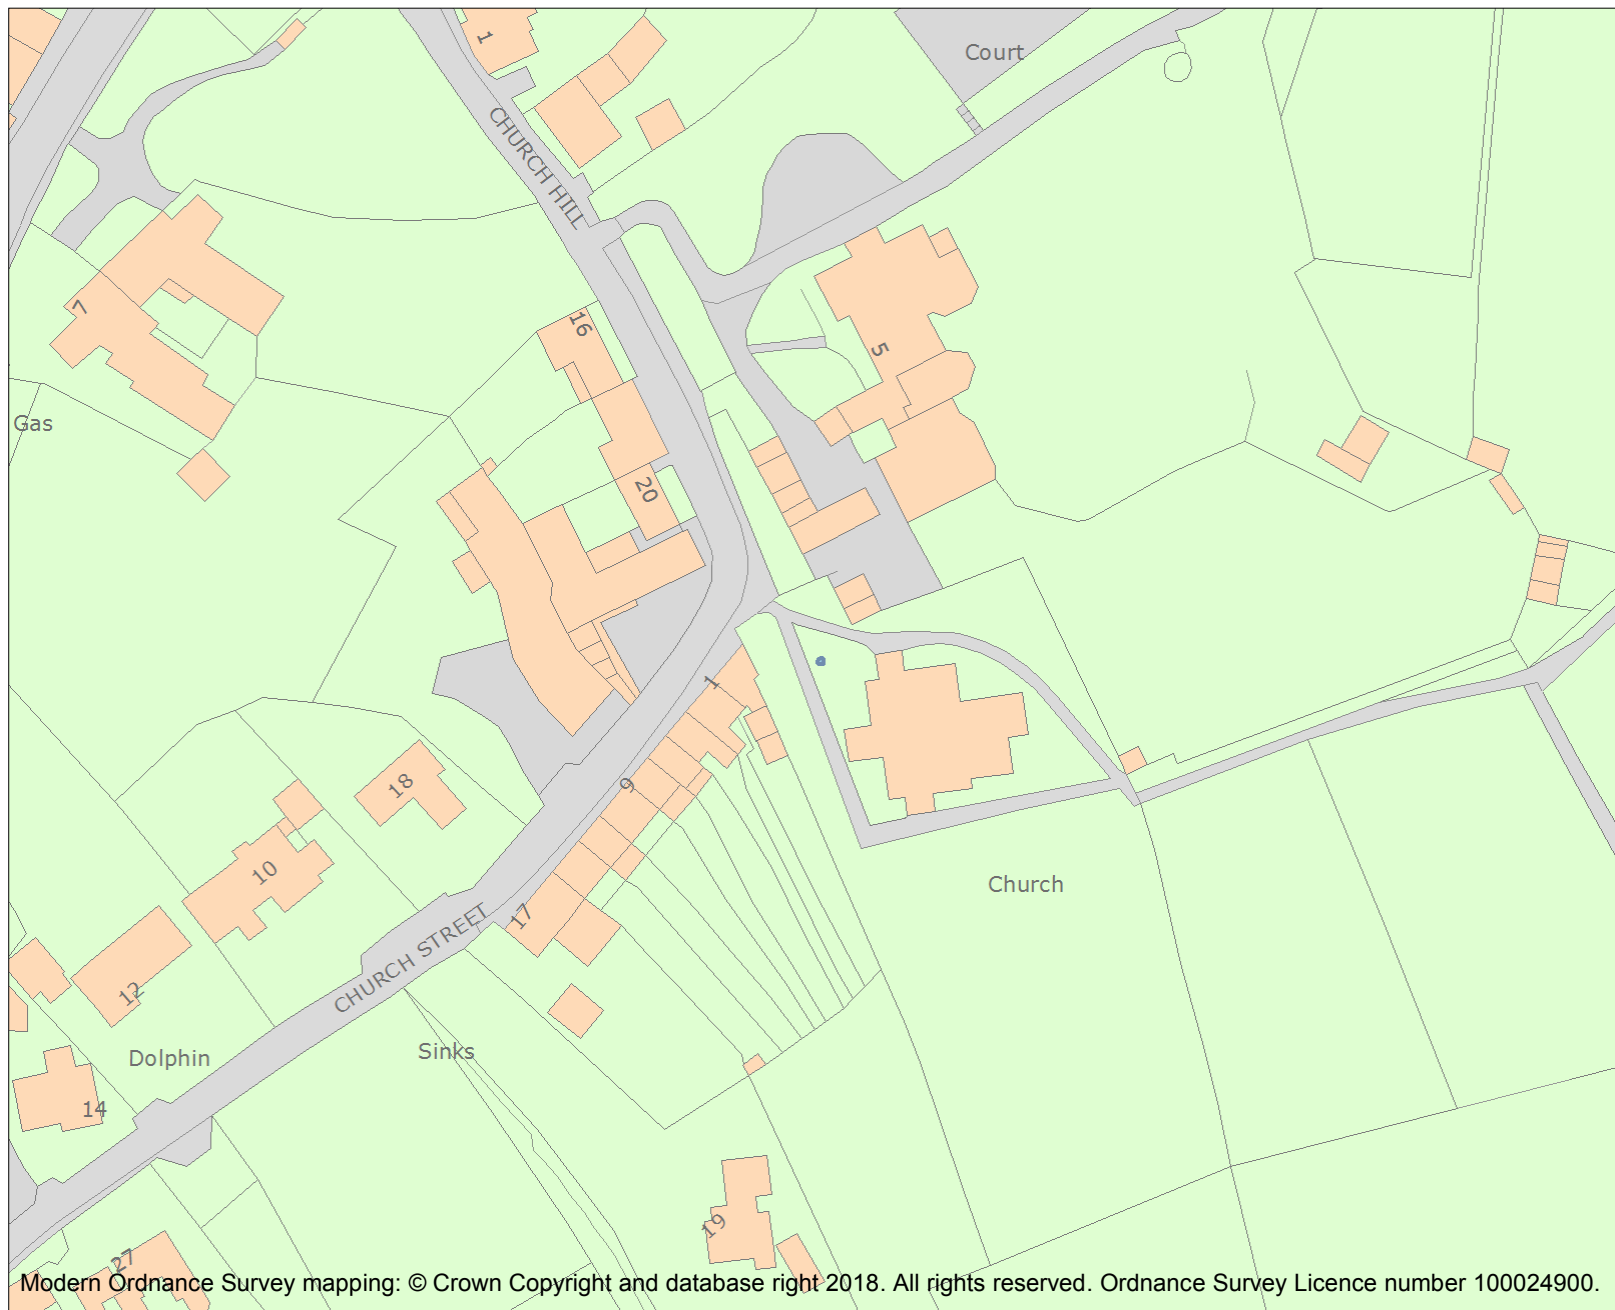 1
Court
CHURCH HILL
7
16
5
Gas
20
1
9
18
10
Church
17
CHURCH STREET
12
Dolphin
Sinks
14
19
27
Modern Ordnance Survey mapping: © Crown Copyright and database right 2018. All rights reserved. Ordnance Survey Licence number 100024900.